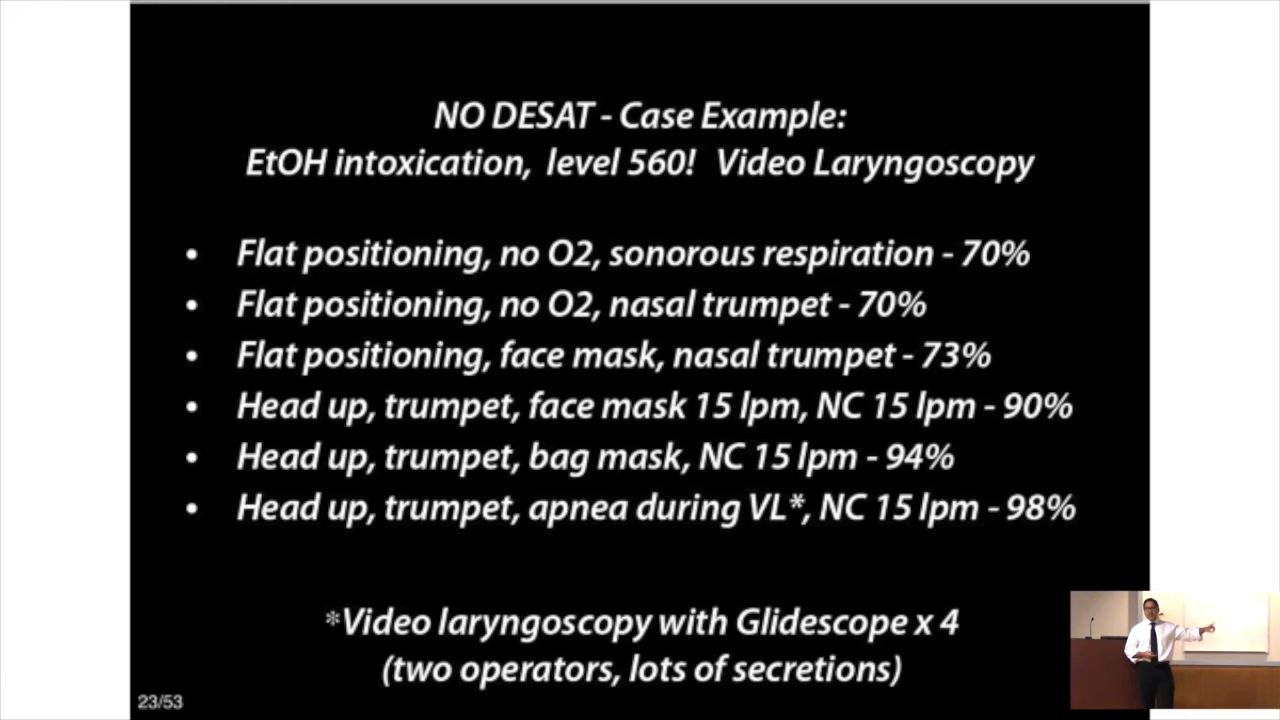 NO DESAT - Case Example:
EtOH intoxication, level 560! Video Laryngoscopy
• Flat positioning, no O2, sonorous respiration - 70%
• Flat positioning, no O2, nasal trumpet - 70%
• Flat positioning, face mask, nasal trumpet - 73%
• Head up, trumpet, face mask 15 lpm, NC 15 lpm - 90%
• Head up, trumpet, bag mask, NC 15 lpm - 94%
• Head up, trumpet, apnea during VL*, NC 15 lpm - 98%
*Video laryngoscopy with Glidescope x 4
(two operators, lots of secretions)
23/53